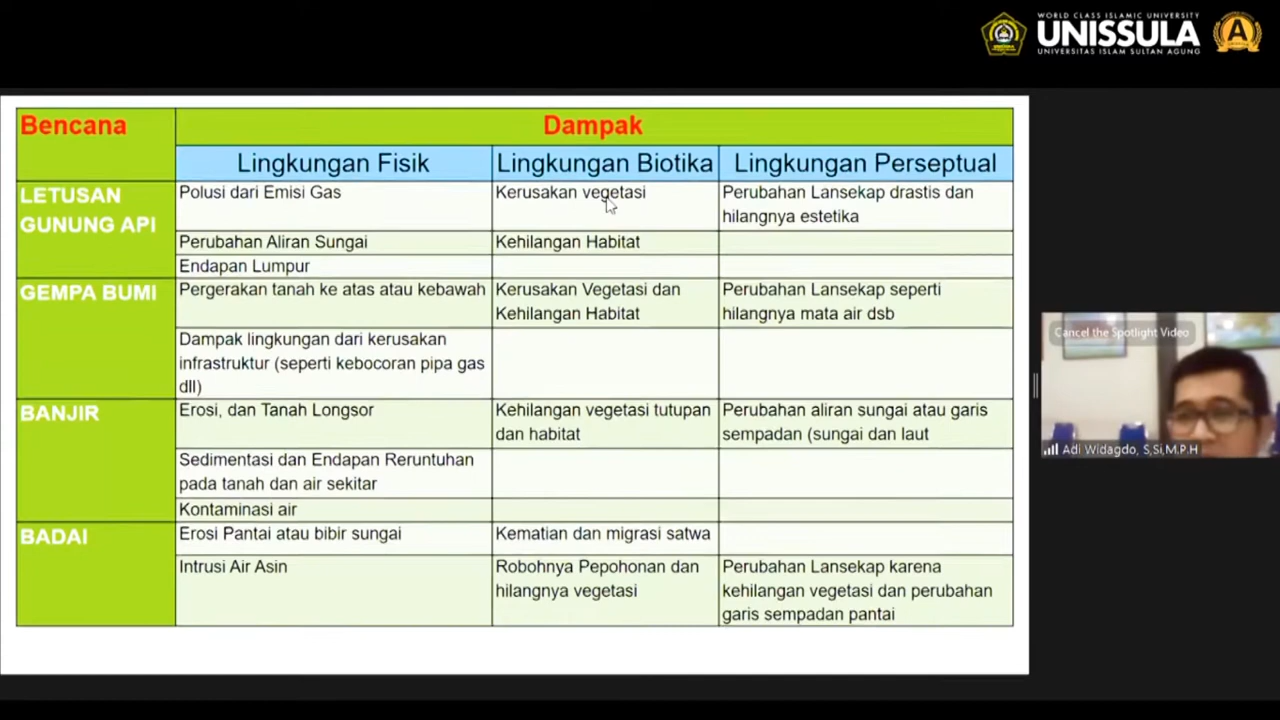 WORLD CLASS ISLAMIC UNIVERSITY
UNISSULA
UNIVERSITAS ISLAM SULTAN AGUNG
A
Bencana
Dampak
Lingkungan Fisik
Lingkungan Biotika
Lingkungan Perseptual
LETUSAN
GUNUNG API
Polusi dari Emisi Gas
Kerusakan vegetasi
Perubahan Lansekap drastis dan
hilangnya estetika
Perubahan Aliran Sungai
Kehilangan Habitat
Endapan Lumpur
GEMPA BUMI
Pergerakan tanah ke atas atau kebawah
Kerusakan Vegetasi dan
Kehilangan Habitat
Perubahan Lansekap seperti
hilangnya mata air dsb
Dampak lingkungan dari kerusakan
infrastruktur (seperti kebocoran pipa gas
dll)
BANJIR
Erosi, dan Tanah Longsor
Kehilangan vegetasi tutupan
dan habitat
Perubahan aliran sungai atau garis
sempadan (sungai dan laut
Sedimentasi dan Endapan Reruntuhan
pada tanah dan air sekitar
Kontaminasi air
BADAI
Erosi Pantai atau bibir sungai
Kematian dan migrasi satwa
Intrusi Air Asin
Robohnya Pepohonan dan
hilangnya vegetasi
Perubahan Lansekap karena
kehilangan vegetasi dan perubahan
garis sempadan pantai
Cancel the Spotlight Video
Adi Widagdo, S,Si,M.P.H